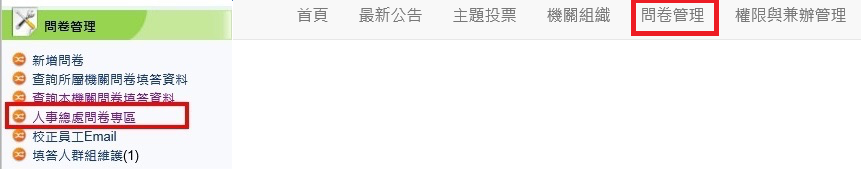 問卷管理
新增問卷
查詢所屬機關問卷填答資料
查詢本機關問卷填答資料
人事總處問卷專區
校正員工Email
填答人群組維護(1)
首頁 最新公告 主題投票 機關組織 問卷管理 權限與兼辦管理